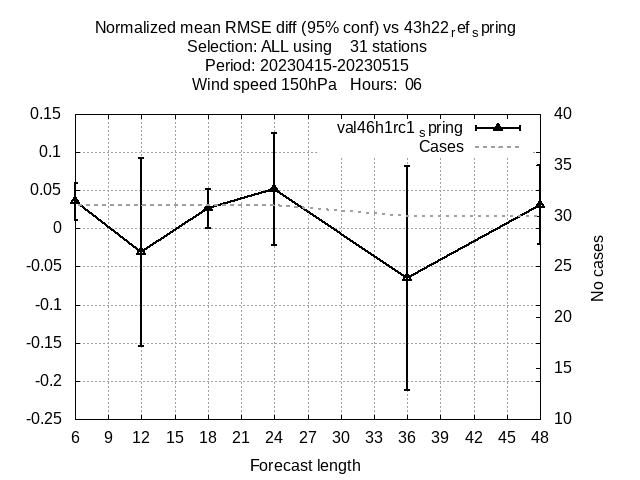 Normalized mean RMSE diff (95% conf) vs 43h22refspring
Selection: ALL using 31 stations
Period: 20230415-20230515
Wind speed 150hPa Hours: 06
val46h1rc1spring
Cases
0.15
0.1
0.05
0
-0.05
-0.1
-0.15
-0.2
-0.25
40
35
30
25
20
15
10
No cases
6 9 12 15 18 21 24 27 30 33 36 39 42 45 48
Forecast length